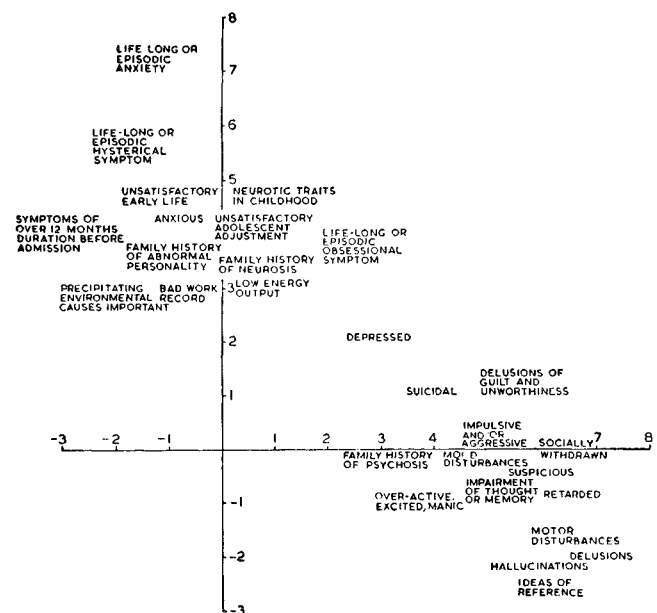 8
LIFE LONG OR
EPISODIC
ANXIETY
7
6
LIFE-LONG OR
EPISODIC
HYSTERICAL
SYMPTOM
5
UNSATISFACTORY
EARLY LIFE
NEUROTIC TRAITS
IN CHILDHOOD
SYMPTOMS OF
OVER 12 MONTHS
DURATION BEFORE
ADMISSION
ANXIOUS
UNSATISFACTORY
ADOLESCENT
ADJUSTMENT
LIFE-LONG OR
EPISODIC
OBSESSIONAL
SYMPTOM
FAMILY HISTORY
OF ABNORMAL
PERSONALITY
FAMILY HISTORY
OF NEUROSIS
PRECIPITATING
ENVIRONMENTAL
CAUSES IMPORTANT
BAD WORK
RECORD
3
LOW ENERGY
OUTPUT
DEPRESSED
2
DELUSIONS OF
GUILT AND
UNWORTHINESS
SUICIDAL
1
IMPULSIVE
AND/OR
AGGRESSIVE
SOCIALLY
WITHDRAWN
-3 -2 -1 0 1 2 3 4 7 8
FAMILY HISTORY
OF PSYCHOSIS
DISTURBANCES
SUSPICIOUS
IMPAIRMENT
OF THOUGHT
OR MEMORY
RETARDED
-1
OVER-ACTIVE,
EXCITED, MANIC
MOTOR
DISTURBANCES
-2
DELUSIONS
HALLUCINATIONS
IDEAS OF
REFERENCE
-3